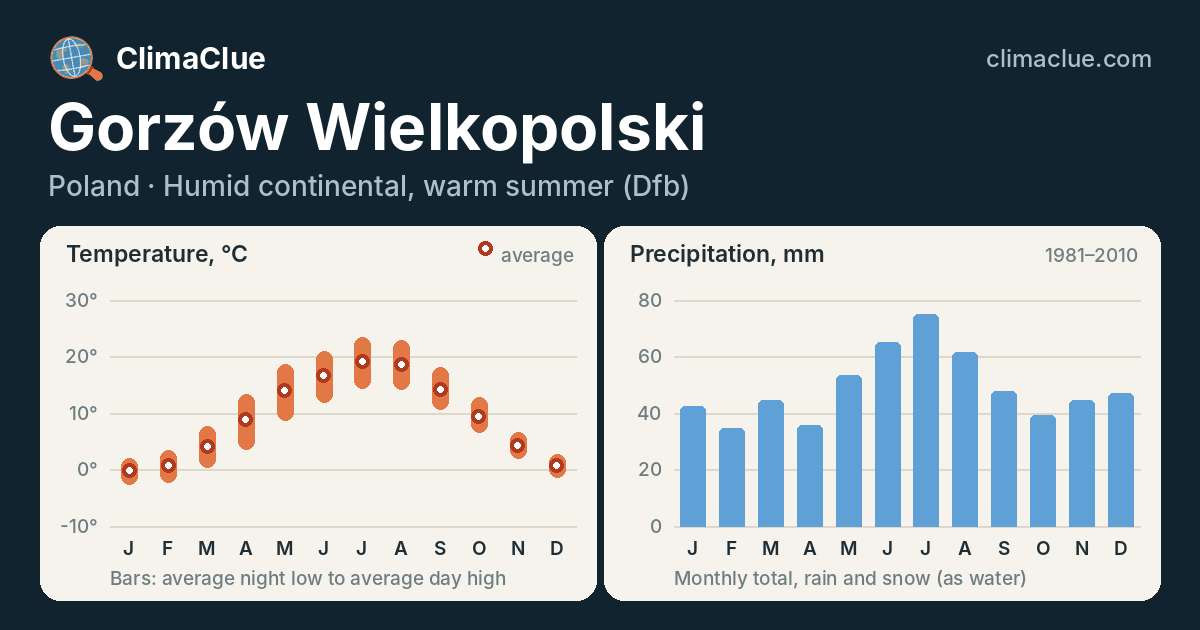 ClimaClue
climaclue.com
Gorzów Wielkopolski
Poland · Humid continental, warm summer (Dfb)
Temperature, °C
average
30°
20°
10°
0°
-10°
J F M A M J J A S O N D
Bars: average night low to average day high
Precipitation, mm
1981–2010
80
60
40
20
0
J F M A M J J A S O N D
Monthly total, rain and snow (as water)